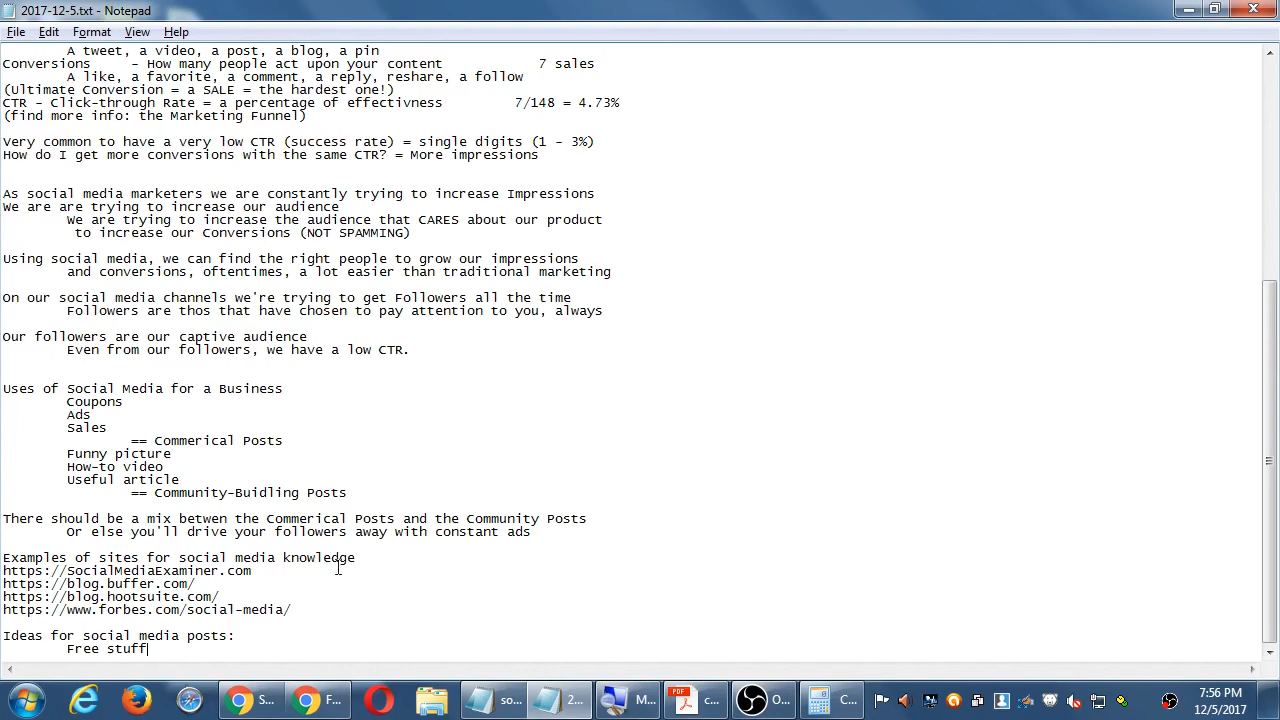 2017-12-5.txt - Notepad
File Edit Format View Help
A tweet, a video, a post, a blog, a pin
Conversions - How many people act upon your content 7 sales
A like, a favorite, a comment, a reply, reshare, a follow
(Ultimate Conversion = a SALE = the hardest one!)
CTR - Click-through Rate = a percentage of effectivness 7/148 = 4.73%
(find more info: the Marketing Funnel)
Very common to have a very low CTR (success rate) = single digits (1 - 3%)
How do I get more conversions with the same CTR? = More impressions
As social media marketers we are constantly trying to increase Impressions
We are are trying to increase our audience
We are trying to increase the audience that CARES about our product
to increase our Conversions (NOT SPAMMING)
Using social media, we can find the right people to grow our impressions
and conversions, oftentimes, a lot easier than traditional marketing
On our social media channels we're trying to get Followers all the time
Followers are thos that have chosen to pay attention to you, always
Our followers are our captive audience
Even from our followers, we have a low CTR.
Uses of Social Media for a Business
Coupons
Ads
Sales
== Commerical Posts
Funny picture
How-to video
Useful article
== Community-Buidling Posts
There should be a mix betwen the Commerical Posts and the Community Posts
Or else you'll drive your followers away with constant ads
Examples of sites for social media knowledge
https://SocialMediaExaminer.com
https://blog.buffer.com/
https://blog.hootsuite.com/
https://www.forbes.com/social-media/
Ideas for social media posts:
Free stuff
S... F... so... 2... M... PDF c... O... C... 7:56 PM
12/5/2017